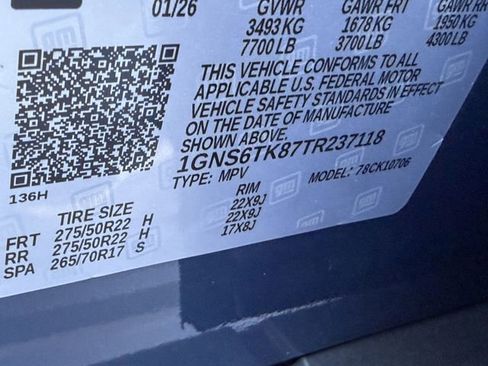 01/26 GVWR GAWR FRT GAWR RR
3493 KG 1678 KG 1950 KG
7700 LB 3700 LB 4300 LB
THIS VEHICLE CONFORMS TO ALL
APPLICABLE U.S. FEDERAL MOTOR
VEHICLE SAFETY STANDARDS IN EFFECT
ON THE DATE OF MANUFACTURE
SHOWN ABOVE.
1GNS6TK87TR237118
TYPE: MPV MODEL: 78CK10706
136H
TIRE SIZE RIM
FRT 275/50R22 H 22X9J
RR 275/50R22 H 22X9J
SPA 265/70R17 S 17X8J